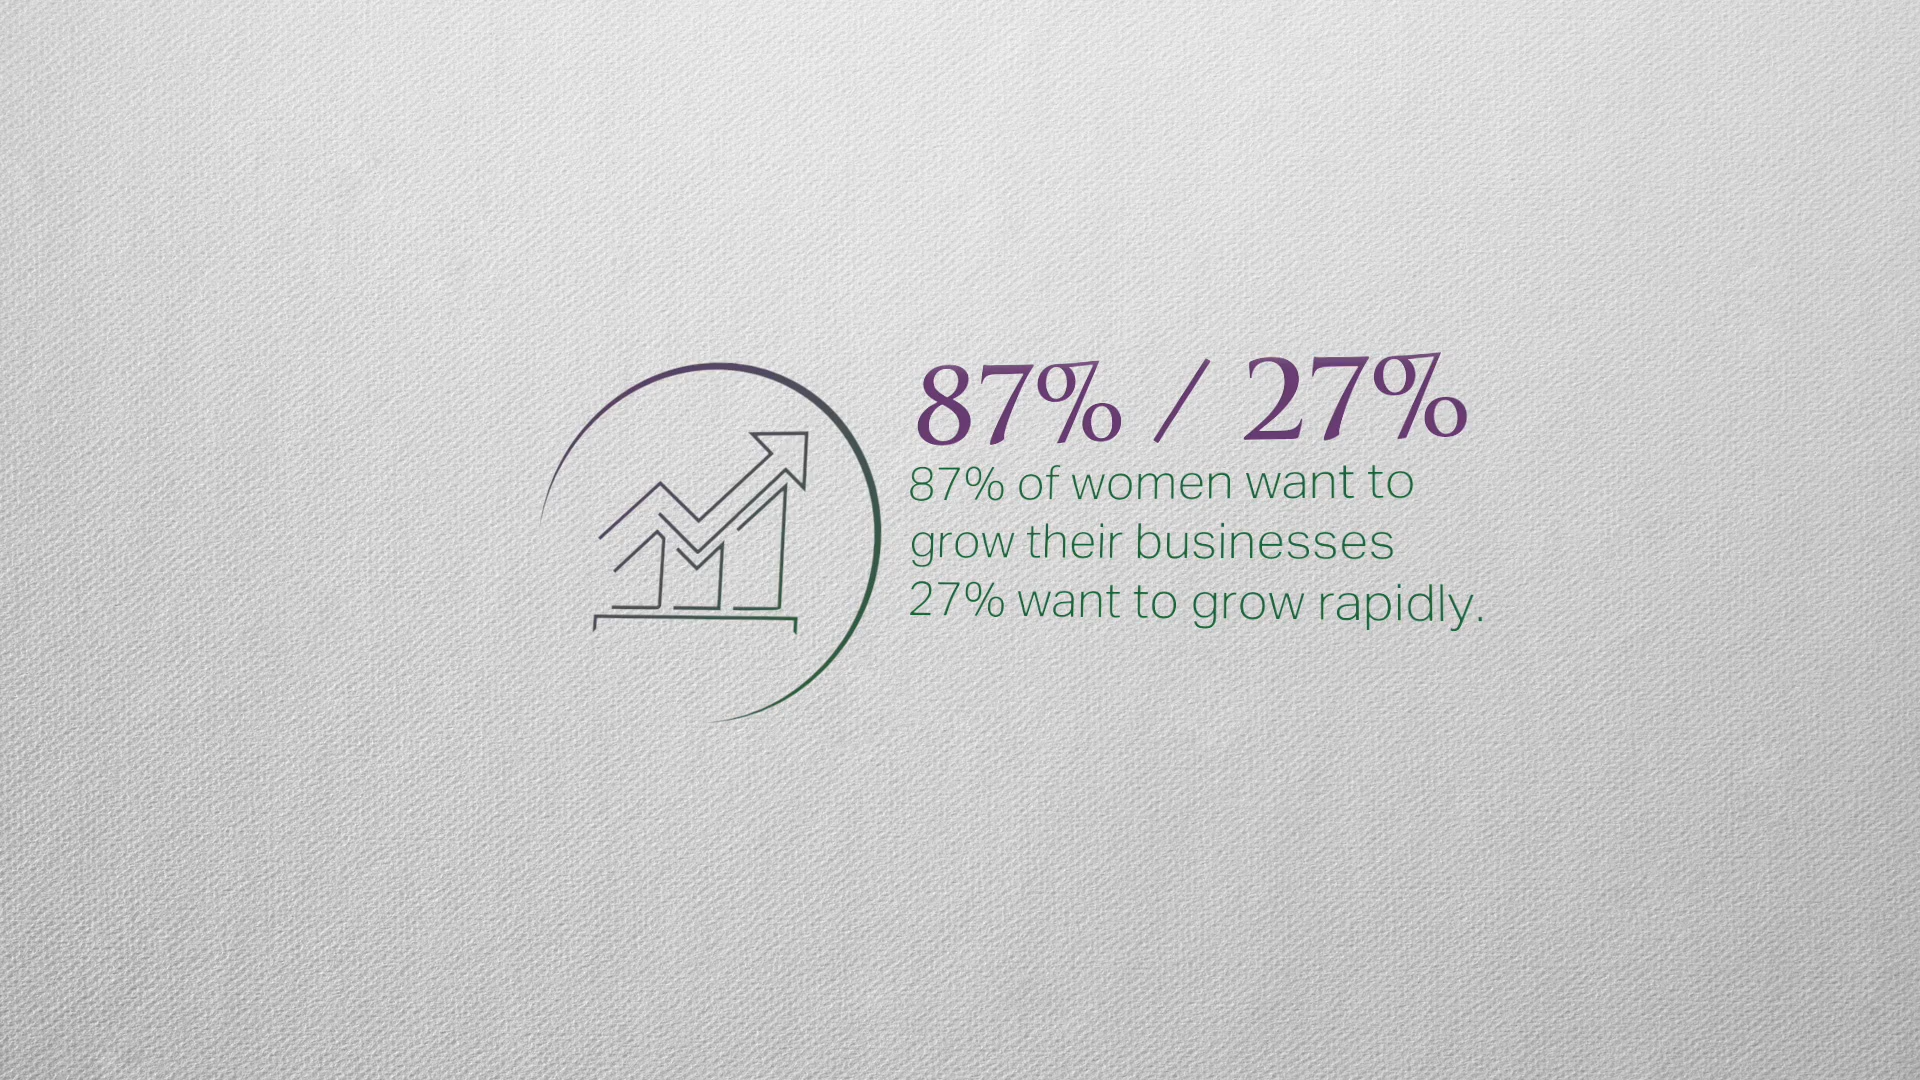 87% / 27%
87% of women want to
grow their businesses
27% want to grow rapidly.